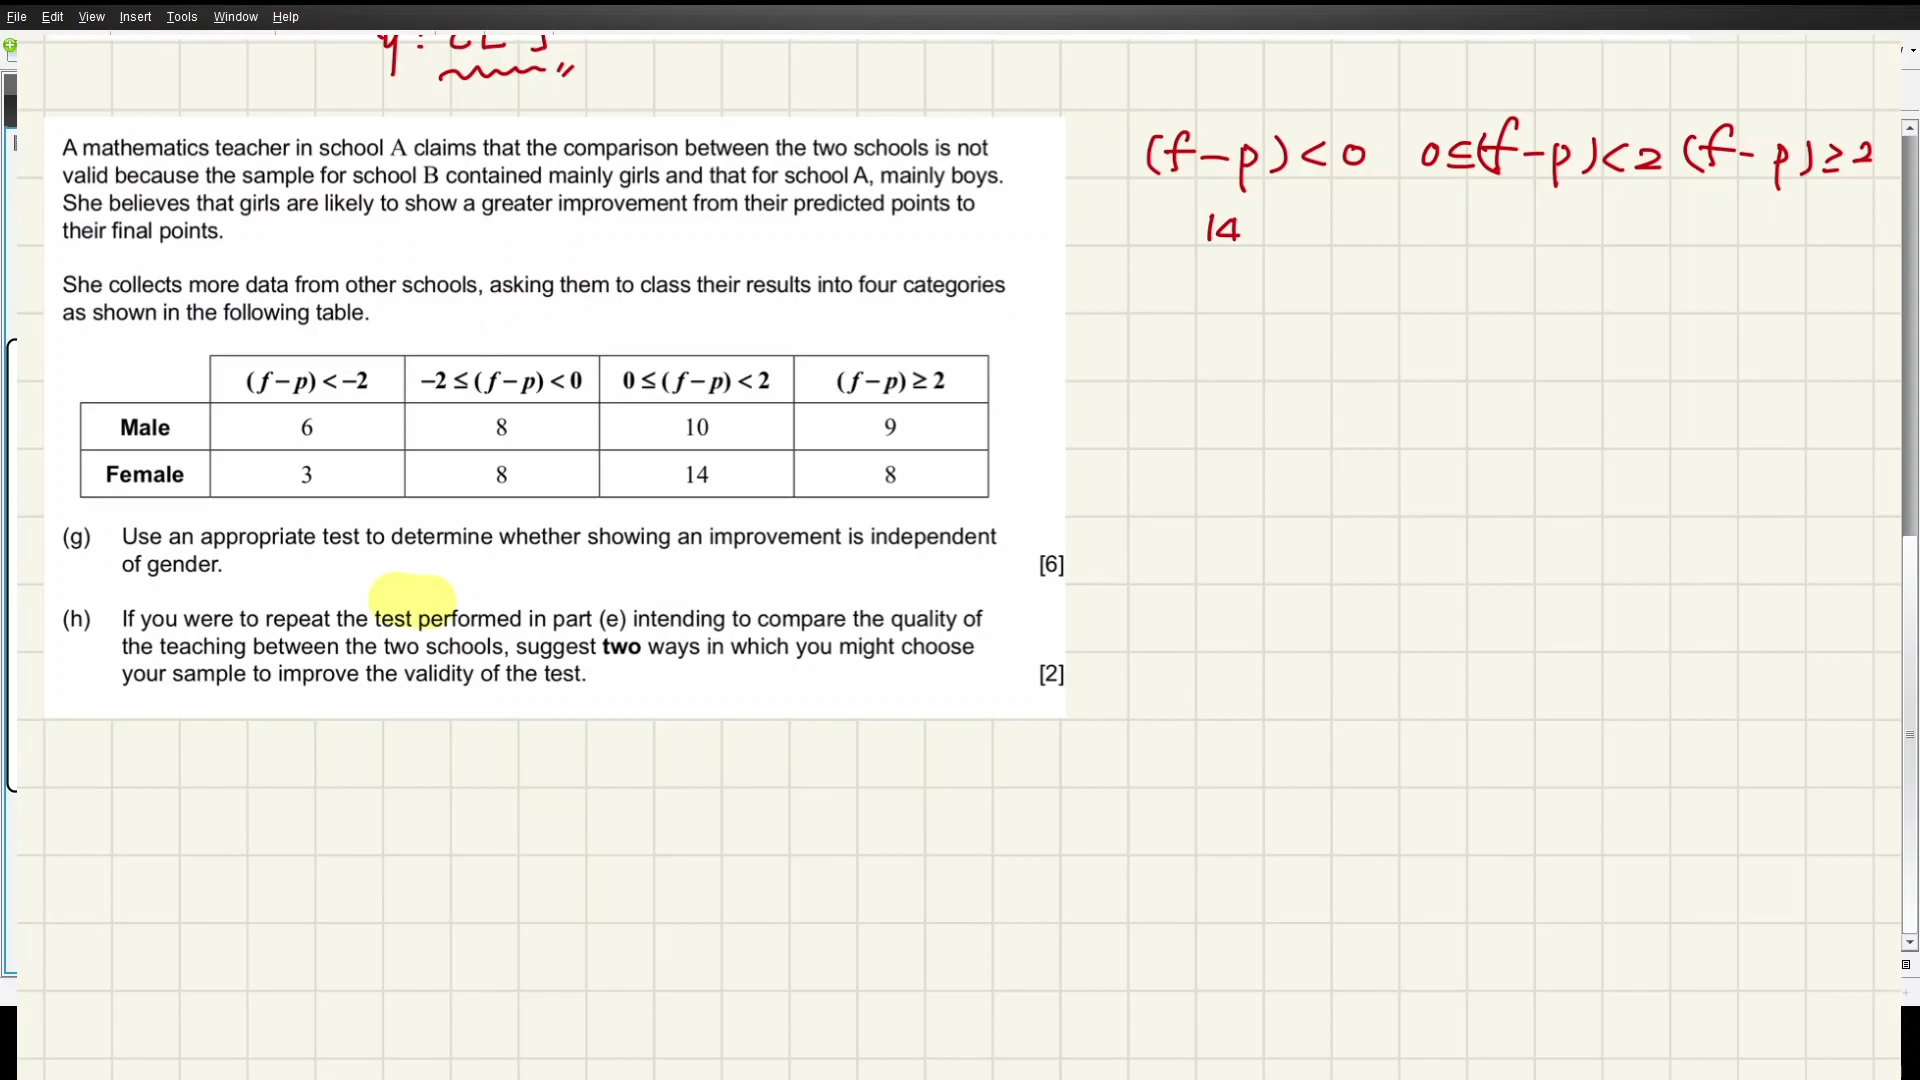 File Edit View Insert Tools Window Help
A mathematics teacher in school A claims that the comparison between the two schools is not
valid because the sample for school B contained mainly girls and that for school A, mainly boys.
She believes that girls are likely to show a greater improvement from their predicted points to
their final points.
She collects more data from other schools, asking them to class their results into four categories
as shown in the following table.
(f−p) < −2 −2 ≤ (f−p) < 0 0 ≤ (f−p) < 2 (f−p) ≥ 2
Male 6 8 10 9
Female 3 8 14 8
(g) Use an appropriate test to determine whether showing an improvement is independent
of gender. [6]
(h) If you were to repeat the test performed in part (e) intending to compare the quality of
the teaching between the two schools, suggest two ways in which you might choose
your sample to improve the validity of the test. [2]
(f−p) < 0 0 ≤ (f−p) < 2 (f−p) ≥ 2
14